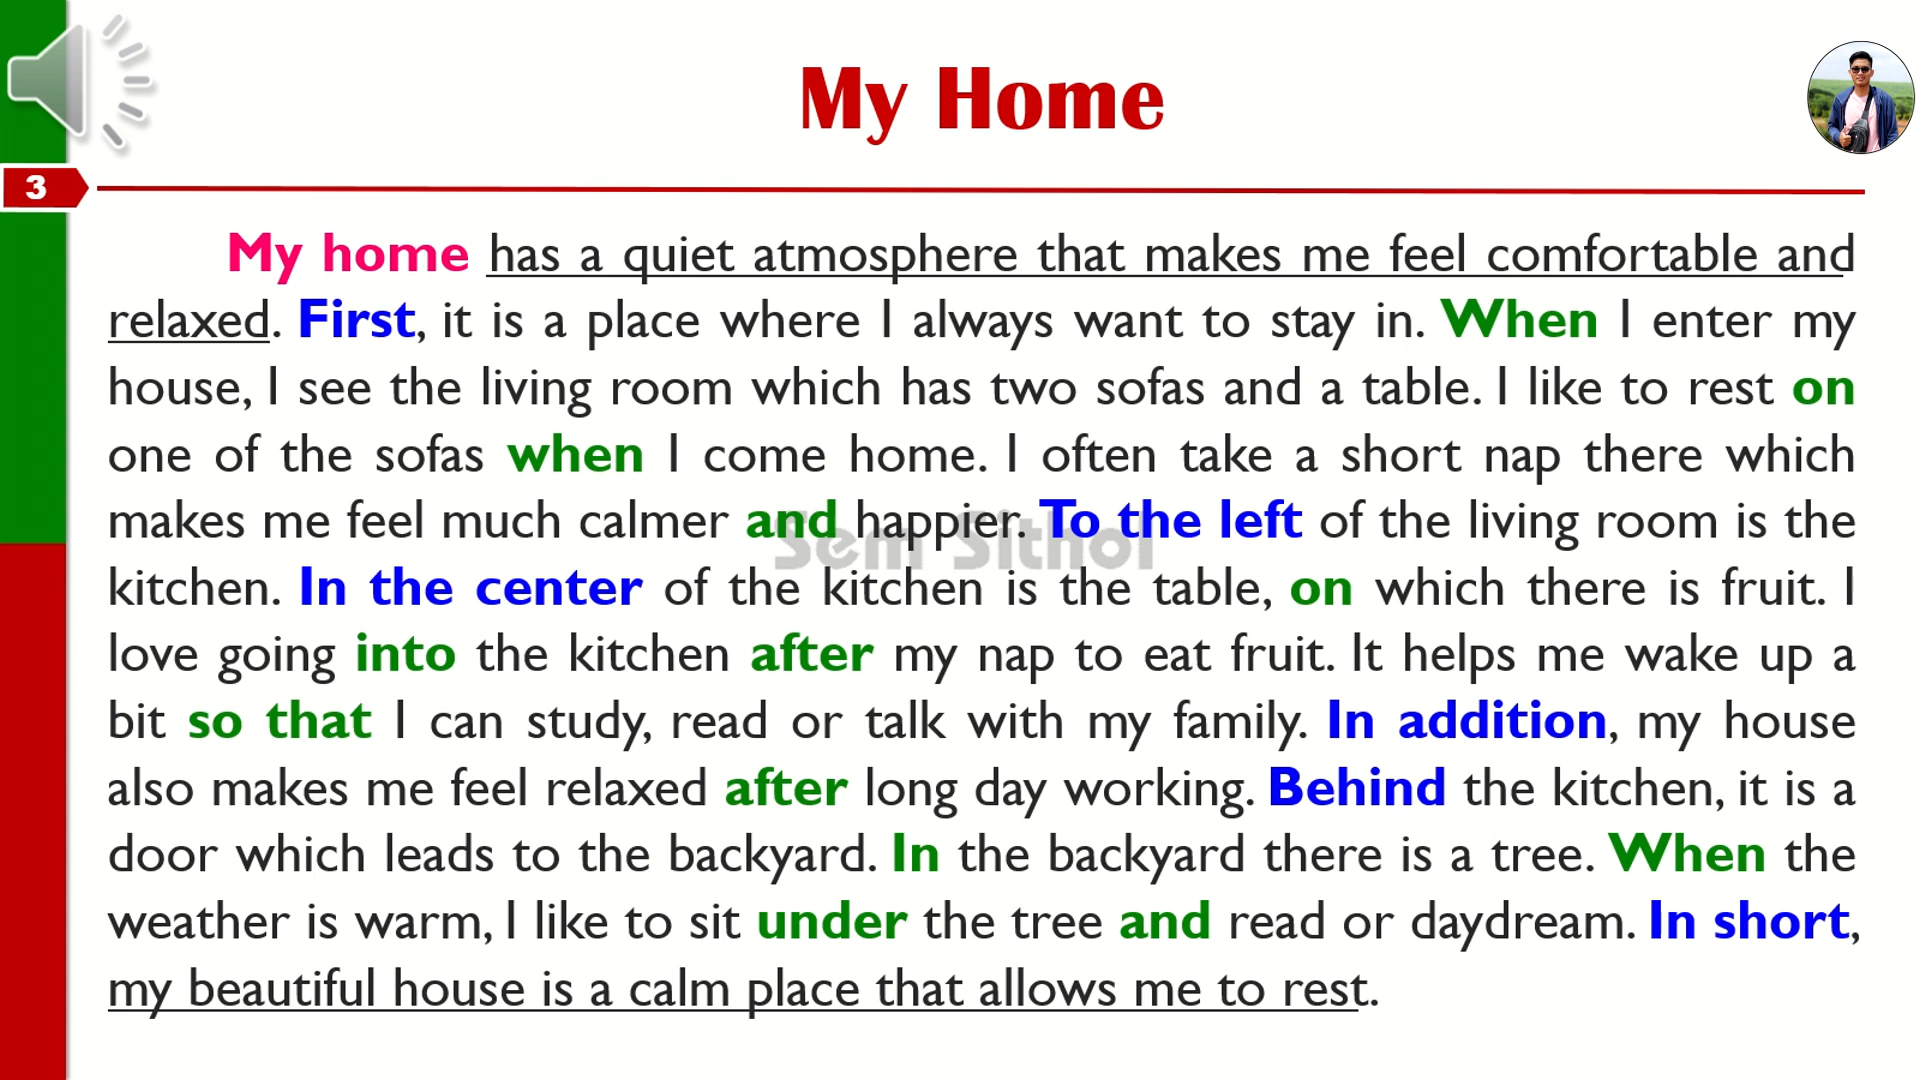 My Home
3
My home has a quiet atmosphere that makes me feel comfortable and
relaxed. First, it is a place where I always want to stay in. When I enter my
house, I see the living room which has two sofas and a table. I like to rest on
one of the sofas when I come home. I often take a short nap there which
makes me feel much calmer and happier. To the left of the living room is the
kitchen. In the center of the kitchen is the table, on which there is fruit. I
love going into the kitchen after my nap to eat fruit. It helps me wake up a
bit so that I can study, read or talk with my family. In addition, my house
also makes me feel relaxed after long day working. Behind the kitchen, it is a
door which leads to the backyard. In the backyard there is a tree. When the
weather is warm, I like to sit under the tree and read or daydream. In short,
my beautiful house is a calm place that allows me to rest.
Sem Sithol